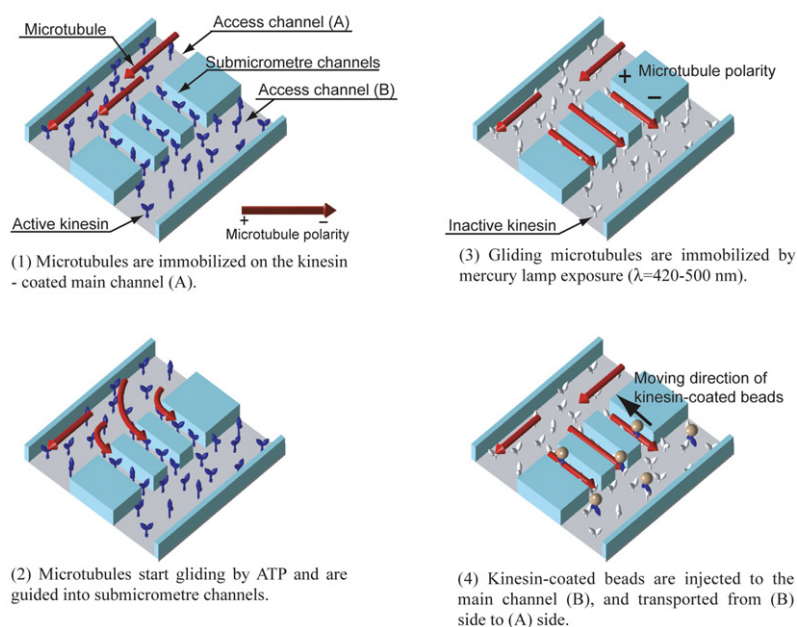 Microtubule
Access channel (A)
Submicrometre channels
Access channel (B)
Active kinesin
+
−
Microtubule polarity
(1) Microtubules are immobilized on the kinesin
- coated main channel (A).
+
Microtubule polarity
−
Inactive kinesin
(3) Gliding microtubules are immobilized by
mercury lamp exposure (λ=420-500 nm).
(2) Microtubules start gliding by ATP and are
guided into submicrometre channels.
Moving direction of
kinesin-coated beads
(4) Kinesin-coated beads are injected to the
main channel (B), and transported from (B)
side to (A) side.